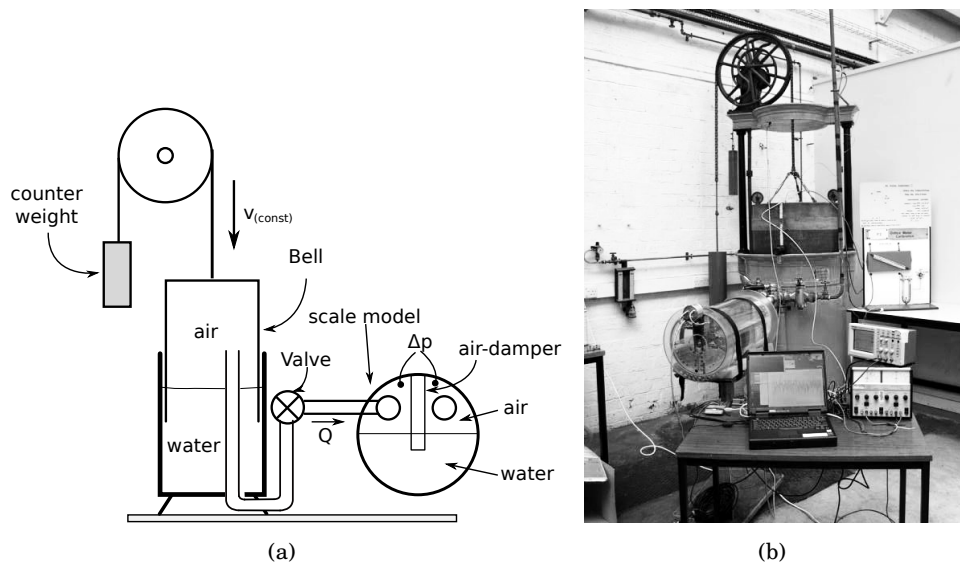 counter
weight
v(const)
Bell
air
scale model
Δp
air-damper
Valve
air
Q
water
water
(a)
(b)